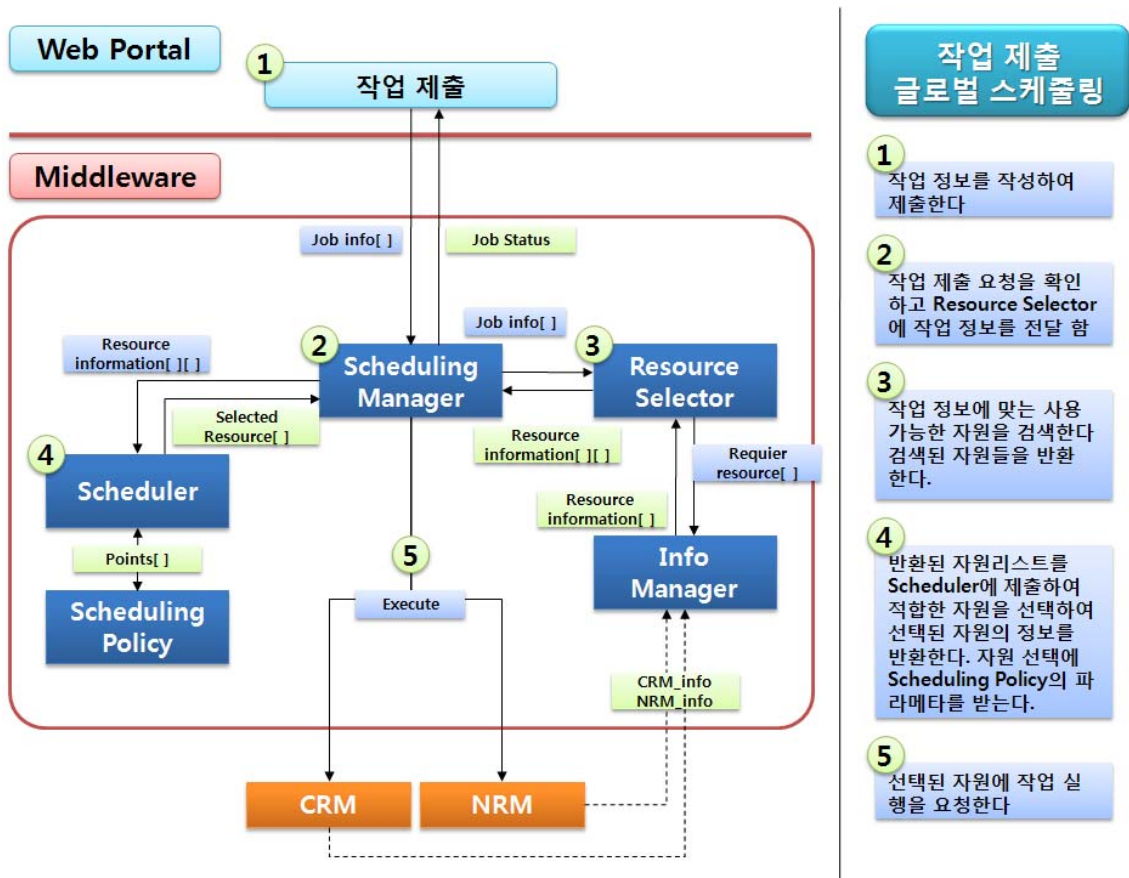 Web Portal
1
작업 제출
Middleware
Job info[ ]
Job Status
Job info[ ]
Resource
information[ ][ ]
2
Scheduling
Manager
3
Resource
Selector
Selected
Resource[ ]
Resource
information[ ][ ]
Requier
resource[ ]
4
Scheduler
Resource
information[ ]
Points[ ]
5
Info
Manager
Scheduling
Policy
Execute
CRM_info
NRM_info
CRM
NRM
작업 제출
글로벌 스케줄링
1
작업 정보를 작성하여
제출한다
2
작업 제출 요청을 확인
하고 Resource Selector
에 작업 정보를 전달 함
3
작업 정보에 맞는 사용
가능한 자원을 검색한다
검색된 자원들을 반환
한다.
4
반환된 자원리스트를
Scheduler에 제출하여
적합한 자원을 선택하여
선택된 자원의 정보를
반환한다. 자원 선택에
Scheduling Policy의 파
라메타를 받는다.
5
선택된 자원에 작업 실
행을 요청한다